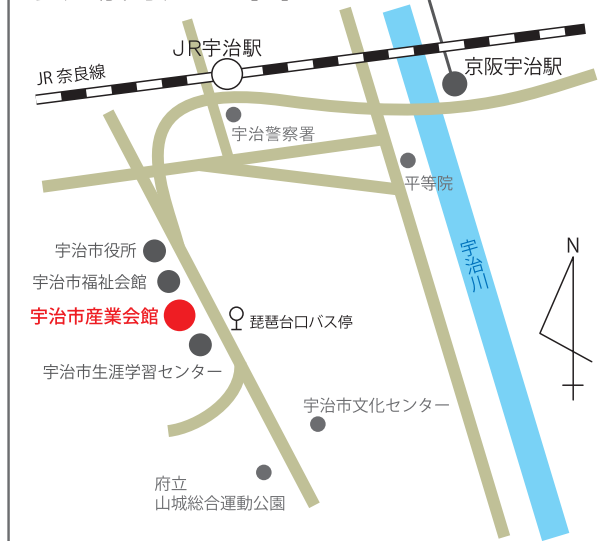 JR宇治駅
京阪宇治駅
JR 奈良線
宇治警察署
平等院
宇治市役所
宇治川
N
宇治市福祉会館
宇治市産業会館
琵琶台口バス停
宇治市生涯学習センター
宇治市文化センター
府立
山城総合運動公園